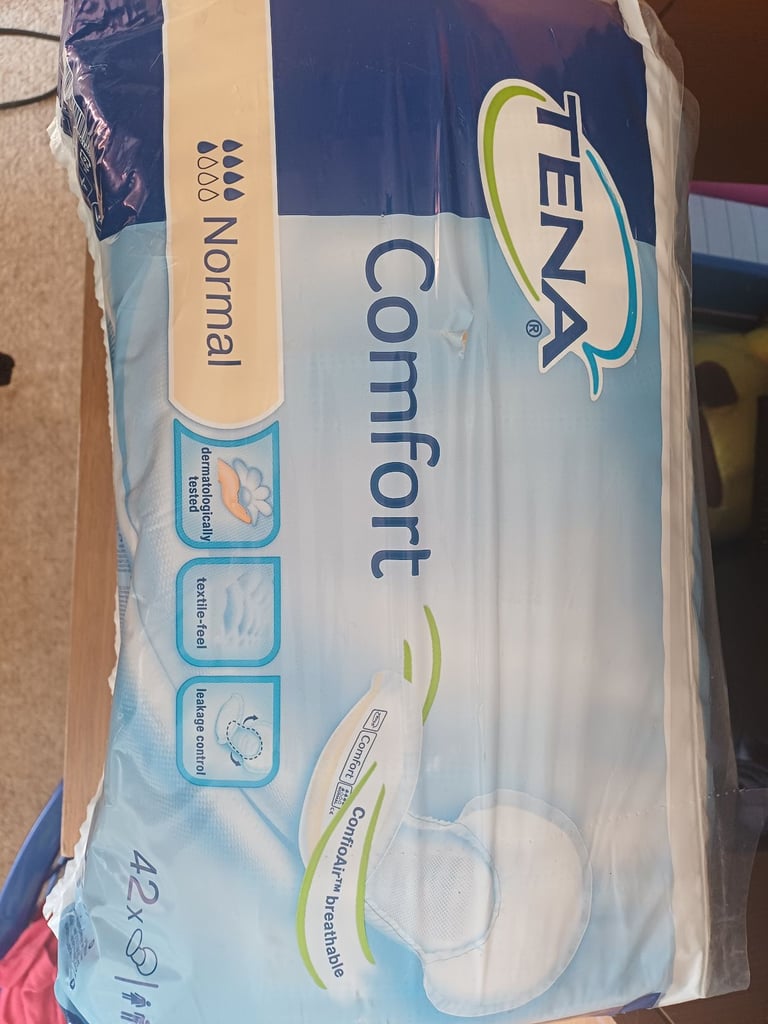 TENA®
Comfort
Normal
dermatologically
tested
textile-feel
leakage control
Comfort
ConfioAir™ breathable
42x